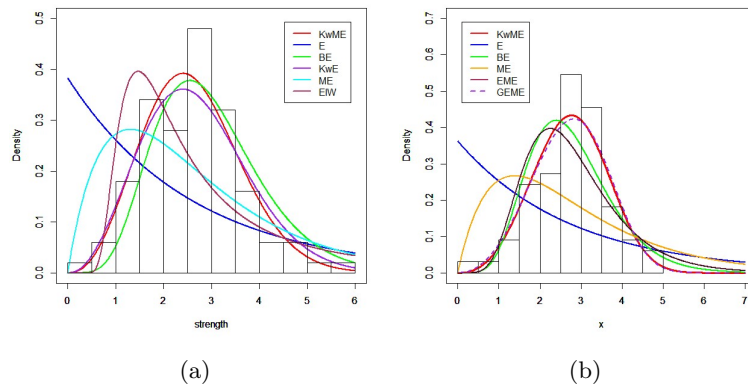 KwME
E
BE
KwE
ME
EIW
Density
0.0 0.1 0.2 0.3 0.4 0.5
0 1 2 3 4 5 6
strength
(a)
KwME
E
BE
ME
EME
GEME
Density
0.0 0.1 0.2 0.3 0.4 0.5 0.6 0.7
0 1 2 3 4 5 6 7
x
(b)